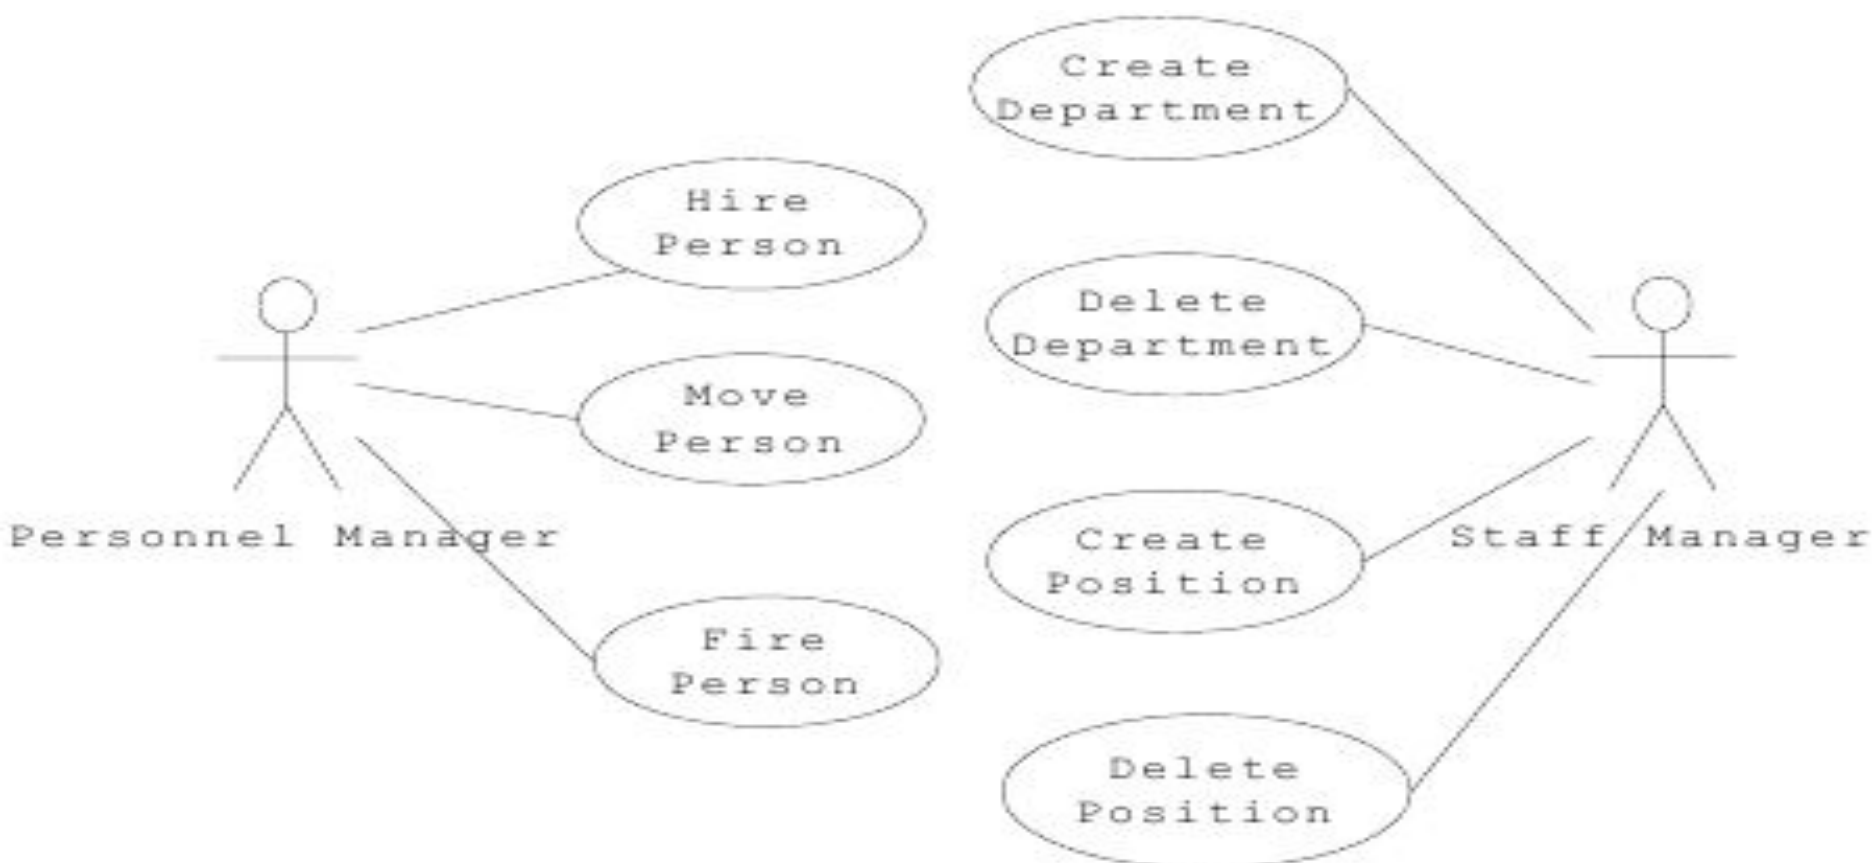 Create
Department
Hire
Person
Delete
Department
Move
Person
Personnel Manager
Create
Position
Staff Manager
Fire
Person
Delete
Position